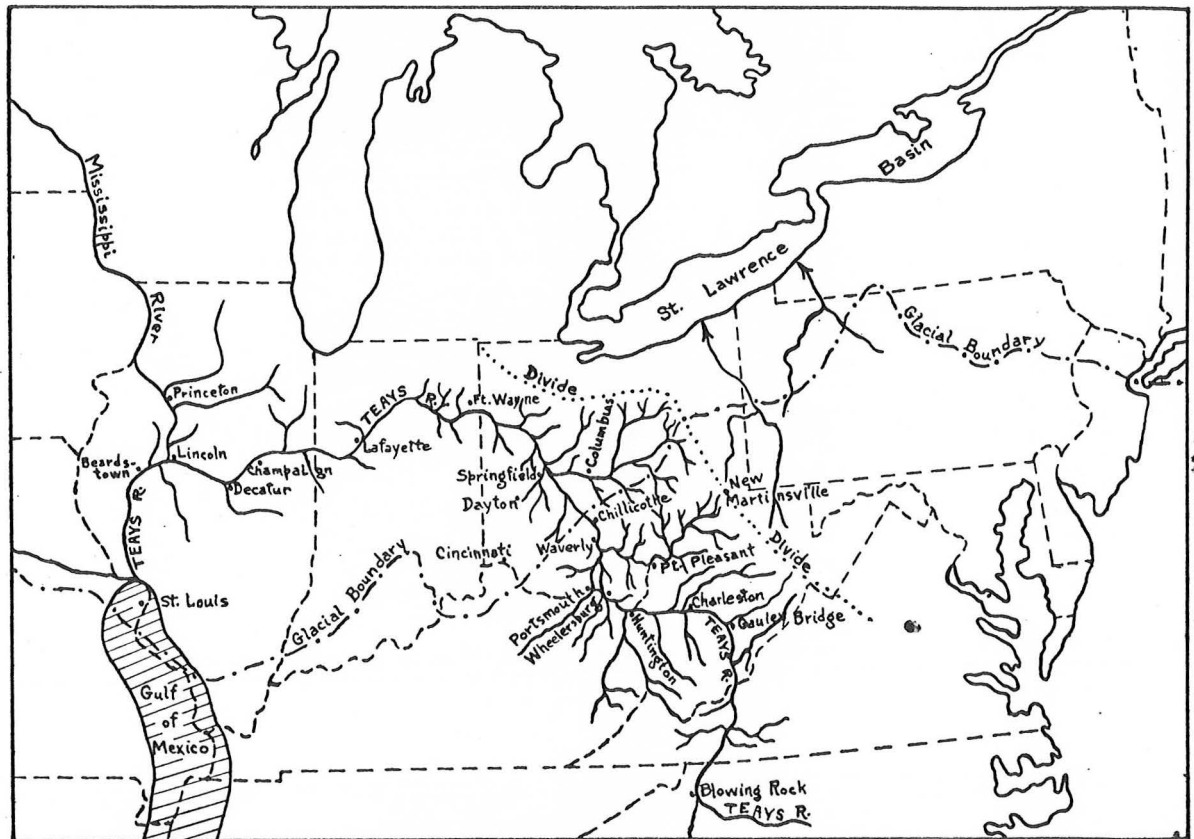 Mississippi
River
Basin
St. Lawrence
Glacial Boundary
Divide
Princeton
TEAYS R.
Ft. Wayne
Columbus
Lafayette
Lincoln
Beards-
town
Champaign
Decatur
Springfield
Dayton
New
Martinsville
Chillicothe
TEAYS R.
Cincinnati
Waverly
Divide
Pt. Pleasant
Glacial Boundary
Portsmouth
Wheelersburg
Charleston
St. Louis
Huntington
TEAYS R.
Gauley Bridge
Gulf
of
Mexico
Blowing Rock
TEAYS R.